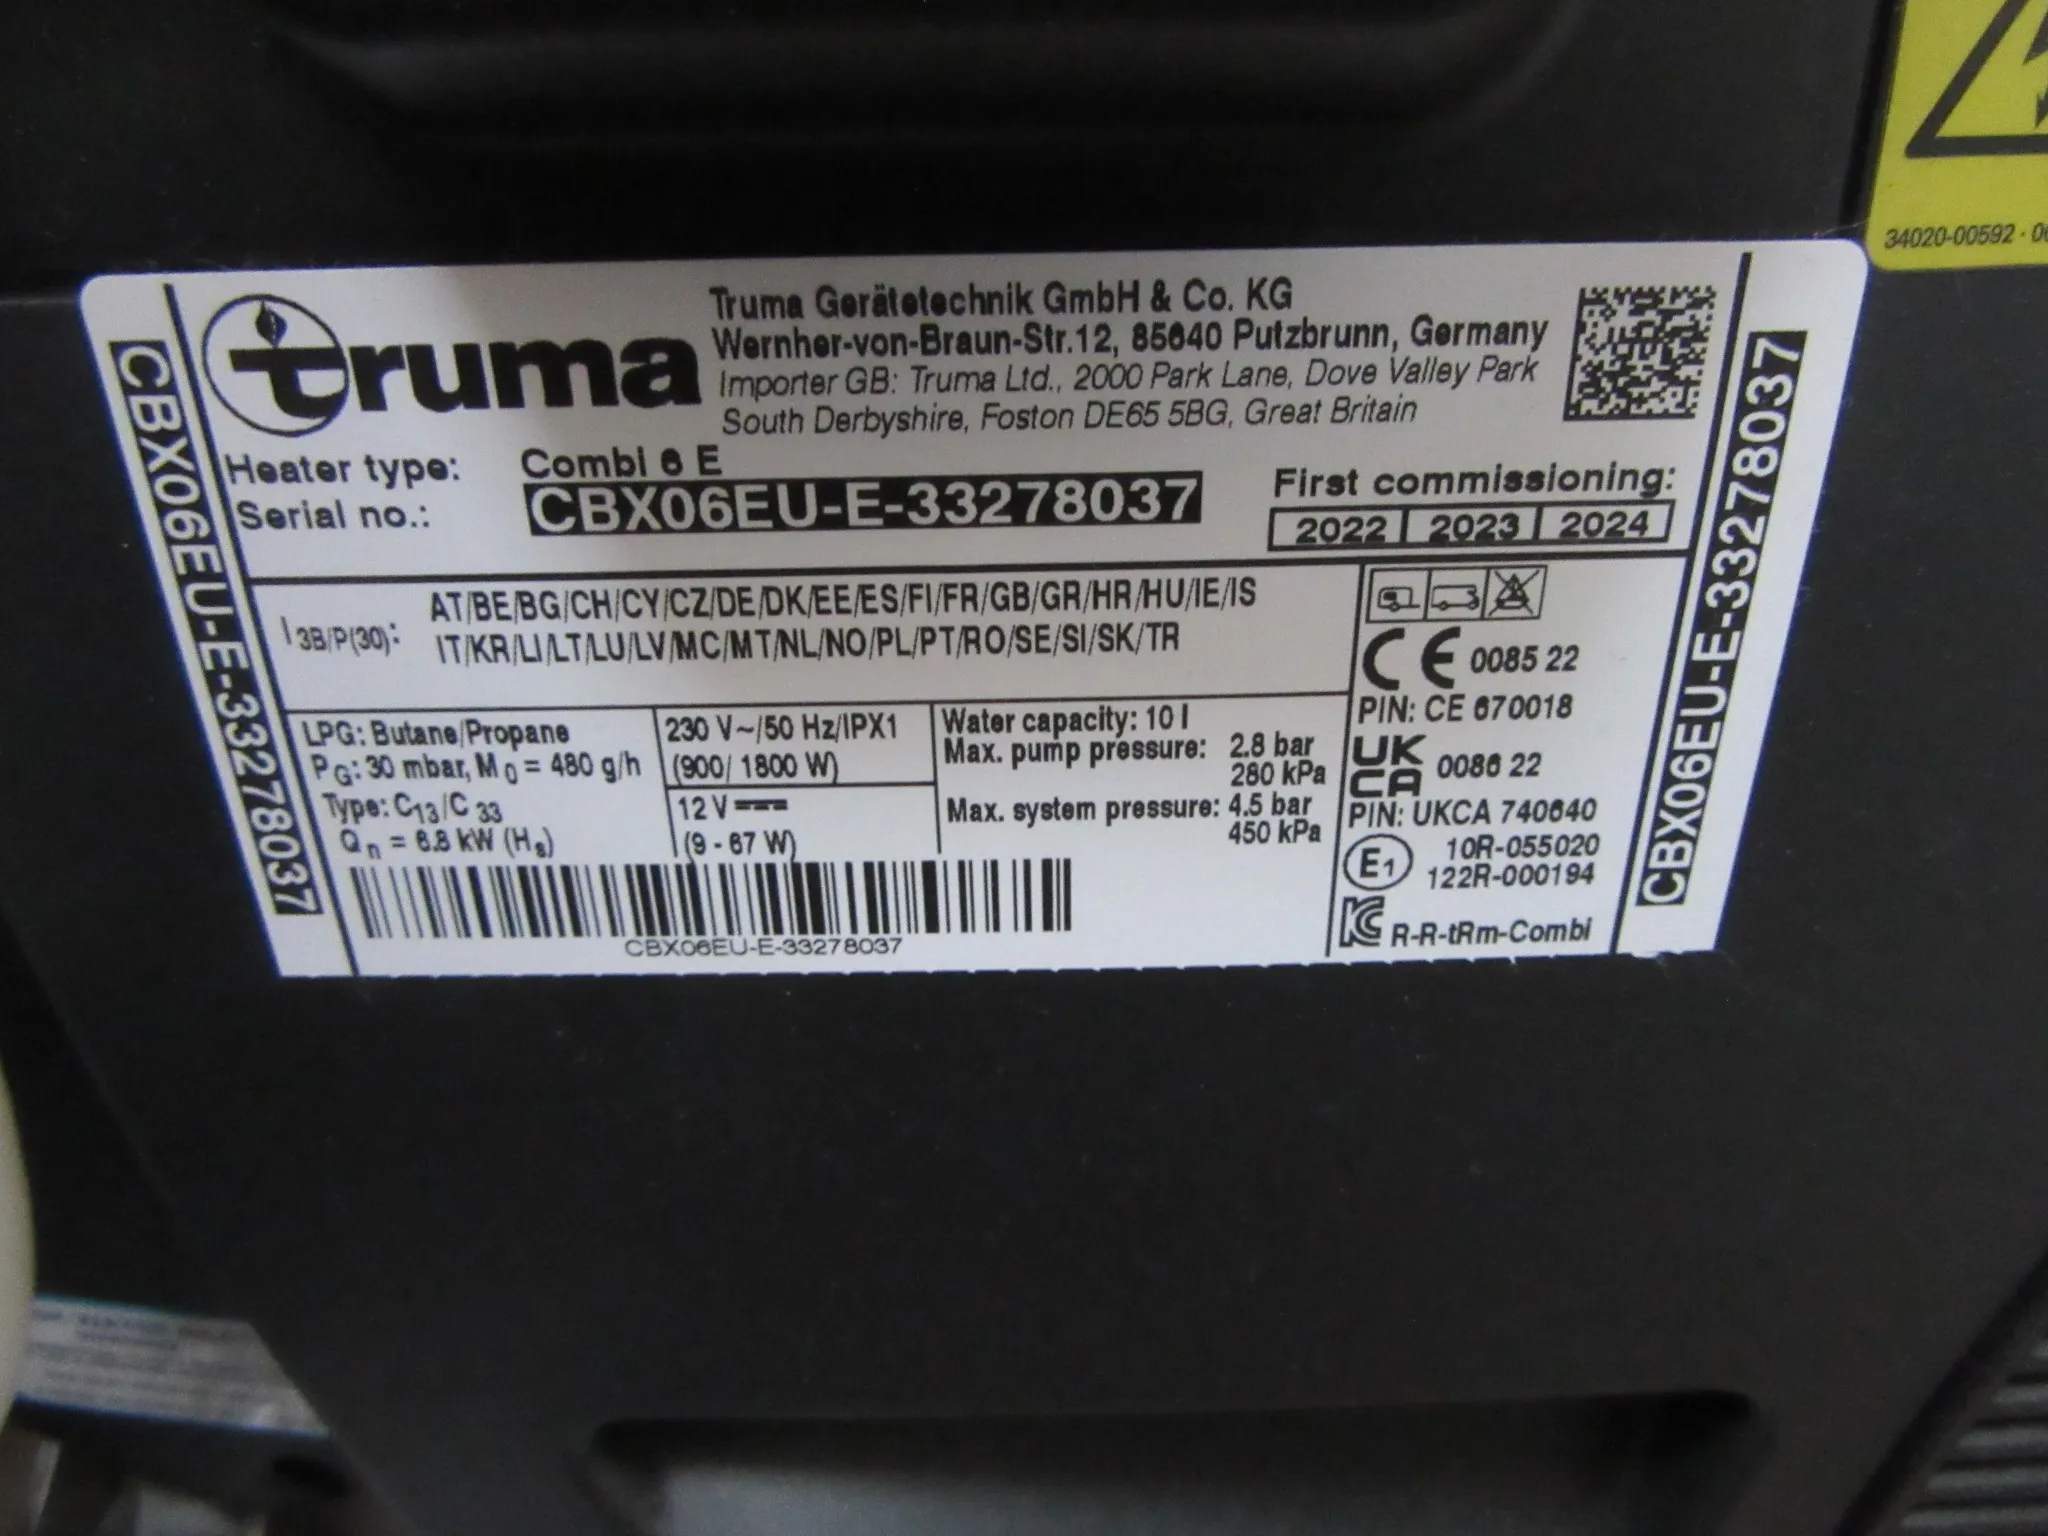 34020-00592 · 0
truma
Truma Gerätetechnik GmbH & Co. KG
Wernher-von-Braun-Str.12, 85640 Putzbrunn, Germany
Importer GB: Truma Ltd., 2000 Park Lane, Dove Valley Park
South Derbyshire, Foston DE65 5BG, Great Britain
Heater type: Combi 6 E
Serial no.: CBX06EU-E-33278037
First commissioning:
2022 | 2023 | 2024
CBX06EU-E-33278037
CBX06EU-E-33278037
I 3B/P(30): AT/BE/BG/CH/CY/CZ/DE/DK/EE/ES/FI/FR/GB/GR/HR/HU/IE/IS
IT/KR/LI/LT/LU/LV/MC/MT/NL/NO/PL/PT/RO/SE/SI/SK/TR
LPG: Butane/Propane
PG: 30 mbar, M0 = 480 g/h
Type: C13/C33
Qn = 6.8 kW (Hs)
230 V~/50 Hz/IPX1
(900/ 1800 W)
12 V
(9 - 67 W)
Water capacity: 10 l
Max. pump pressure: 2.8 bar
280 kPa
Max. system pressure: 4.5 bar
450 kPa
CE 0085 22
PIN: CE 670018
UK
CA 0086 22
PIN: UKCA 740640
E1 10R-055020
122R-000194
R-R-tRm-Combi
CBX06EU-E-33278037